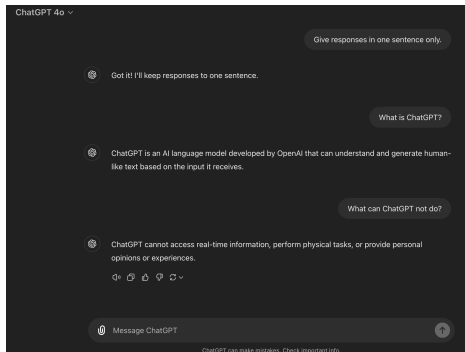 ChatGPT 4o
Give responses in one sentence only.
Got it! I'll keep responses to one sentence.
What is ChatGPT?
ChatGPT is an AI language model developed by OpenAI that can understand and generate human-
like text based on the input it receives.
What can ChatGPT not do?
ChatGPT cannot access real-time information, perform physical tasks, or provide personal
opinions or experiences.
Message ChatGPT
ChatGPT can make mistakes. Check important info.